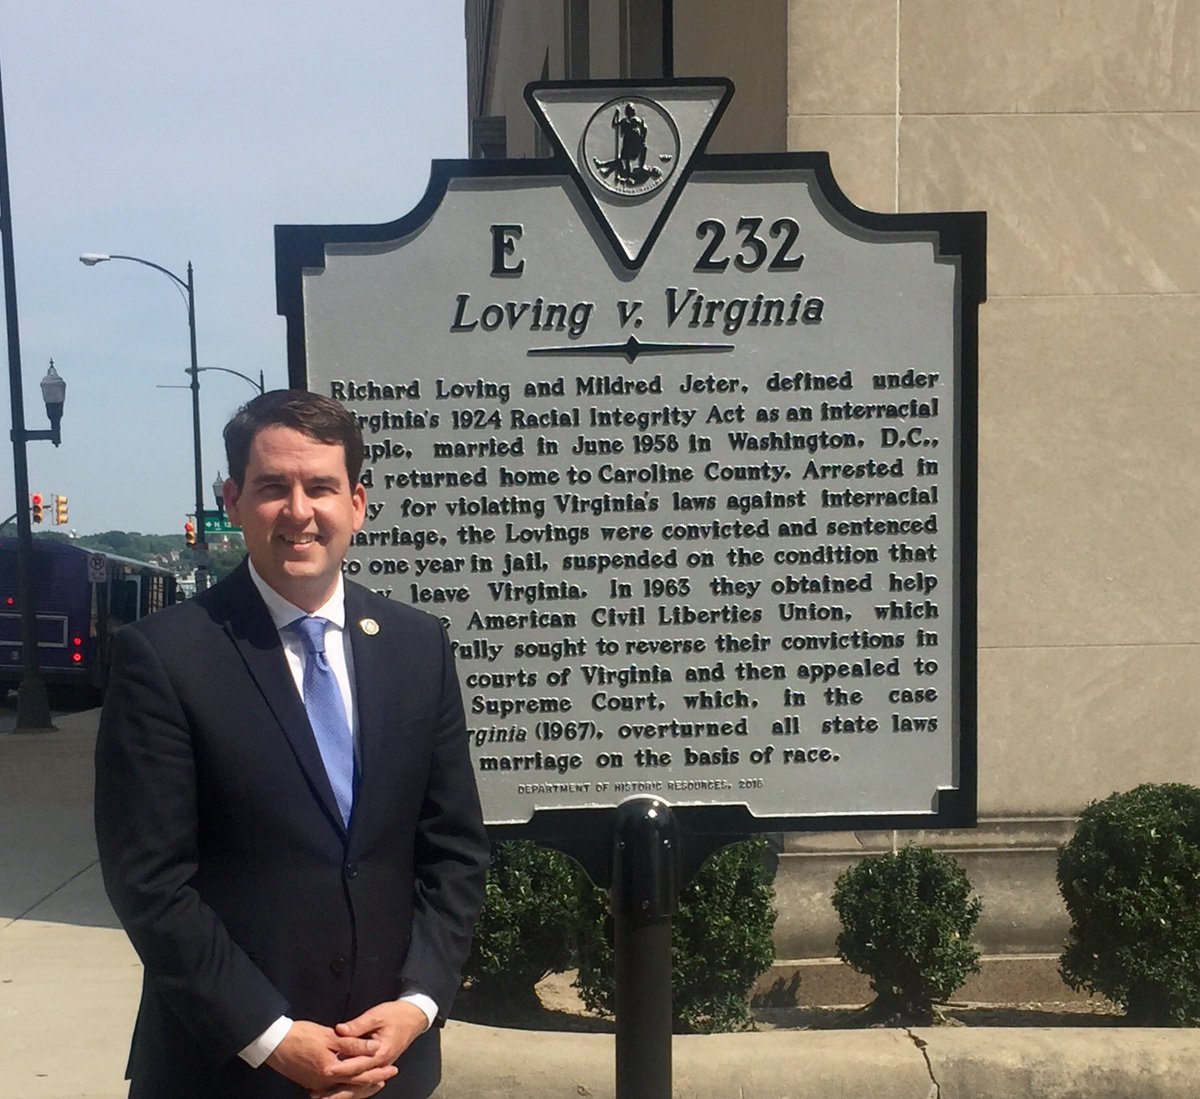 E 232
Loving v. Virginia
Richard Loving and Mildred Jeter, defined under
irginia's 1924 Racial Integrity Act as an interracial
uple, married in June 1958 in Washington, D.C.,
d returned home to Caroline County. Arrested in
y for violating Virginia's laws against interracial
arriage, the Lovings were convicted and sentenced
to one year in jail, suspended on the condition that
y leave Virginia. In 1963 they obtained help
e American Civil Liberties Union, which
fully sought to reverse their convictions in
courts of Virginia and then appealed to
Supreme Court, which, in the case
rginia (1967), overturned all state laws
marriage on the basis of race.
DEPARTMENT OF HISTORIC RESOURCES, 2016